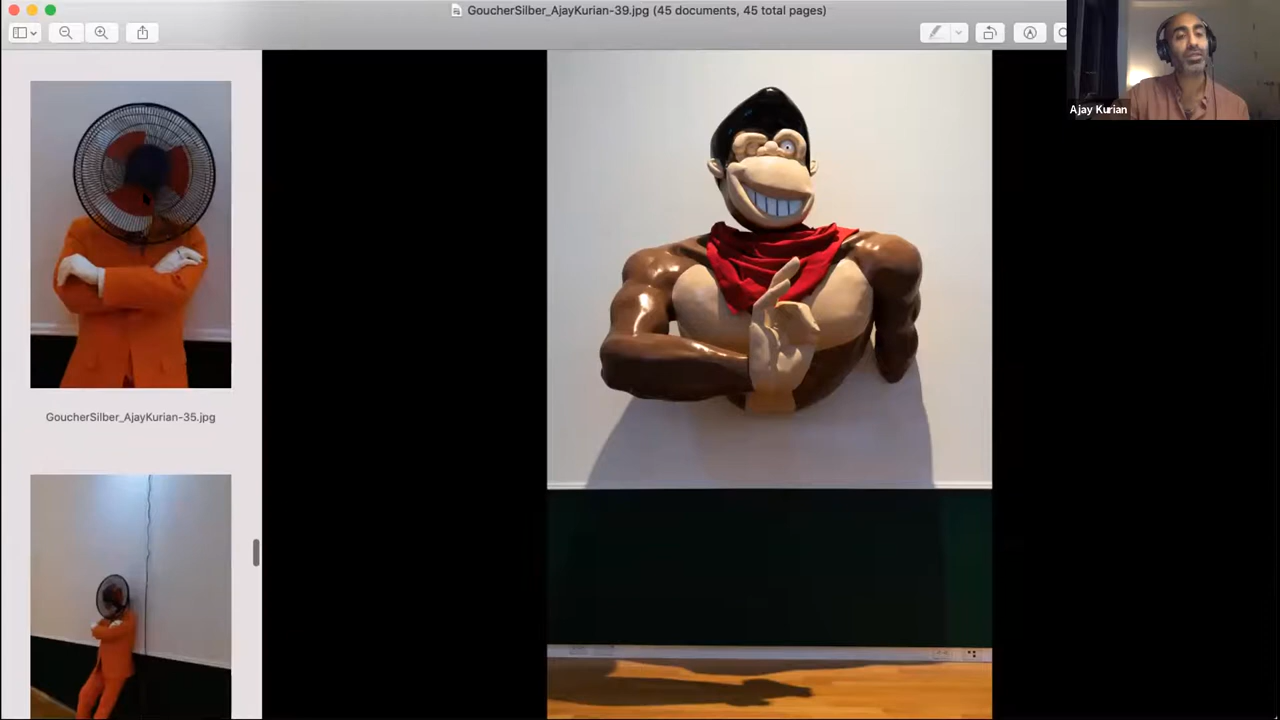 GoucherSilber_AjayKurian-39.jpg (45 documents, 45 total pages)
Ajay Kurian
GoucherSilber_AjayKurian-35.jpg